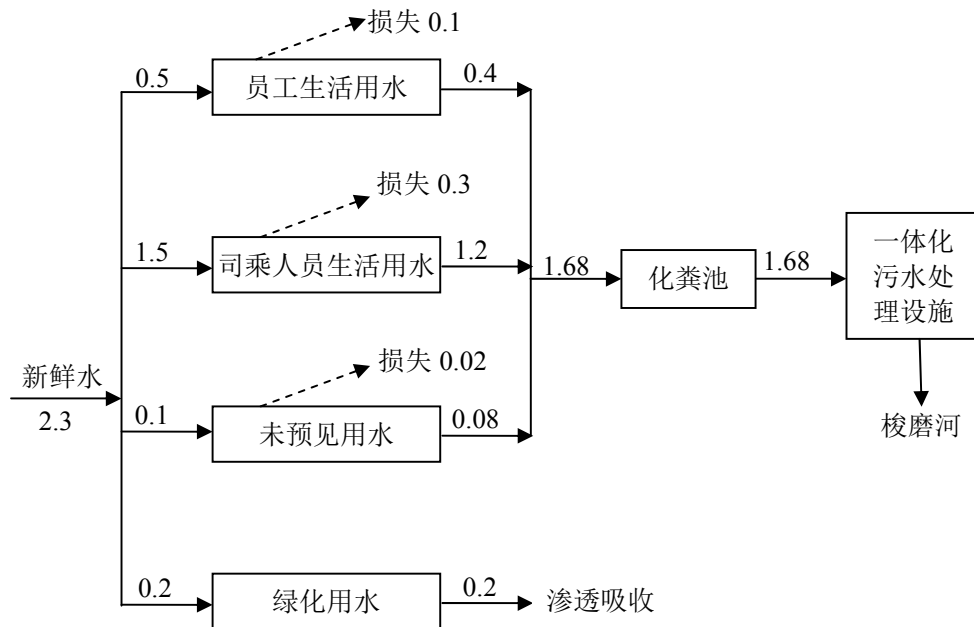 损失 0.1
0.5
员工生活用水
0.4
损失 0.3
1.5
司乘人员生活用水
1.2
1.68
化粪池
1.68
一体化
污水处
理设施
新鲜水
2.3
损失 0.02
0.1
未预见用水
0.08
梭磨河
0.2
绿化用水
0.2
渗透吸收